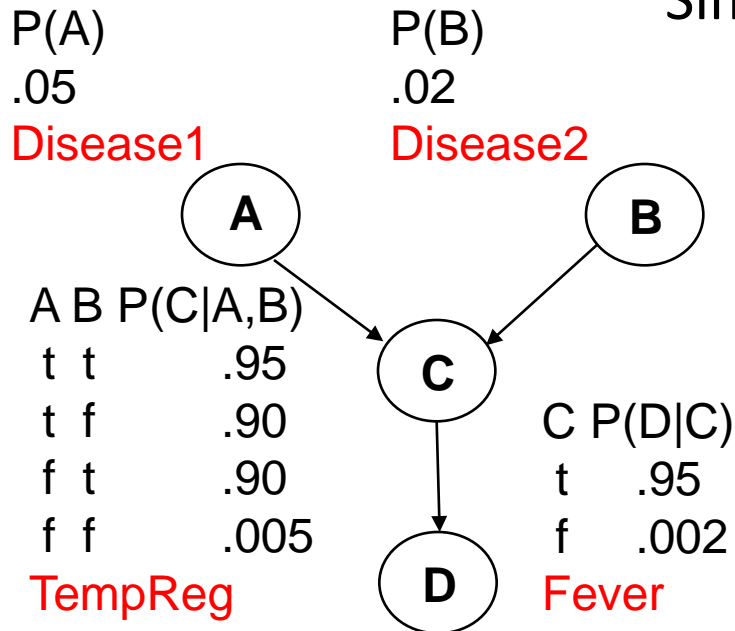 P(A)
.05
Disease1
P(B)
.02
Disease2
A
B
A B P(C|A,B)
t t .95
t f .90
f t .90
f f .005
TempReg
C
C P(D|C)
t .95
f .002
Fever
D